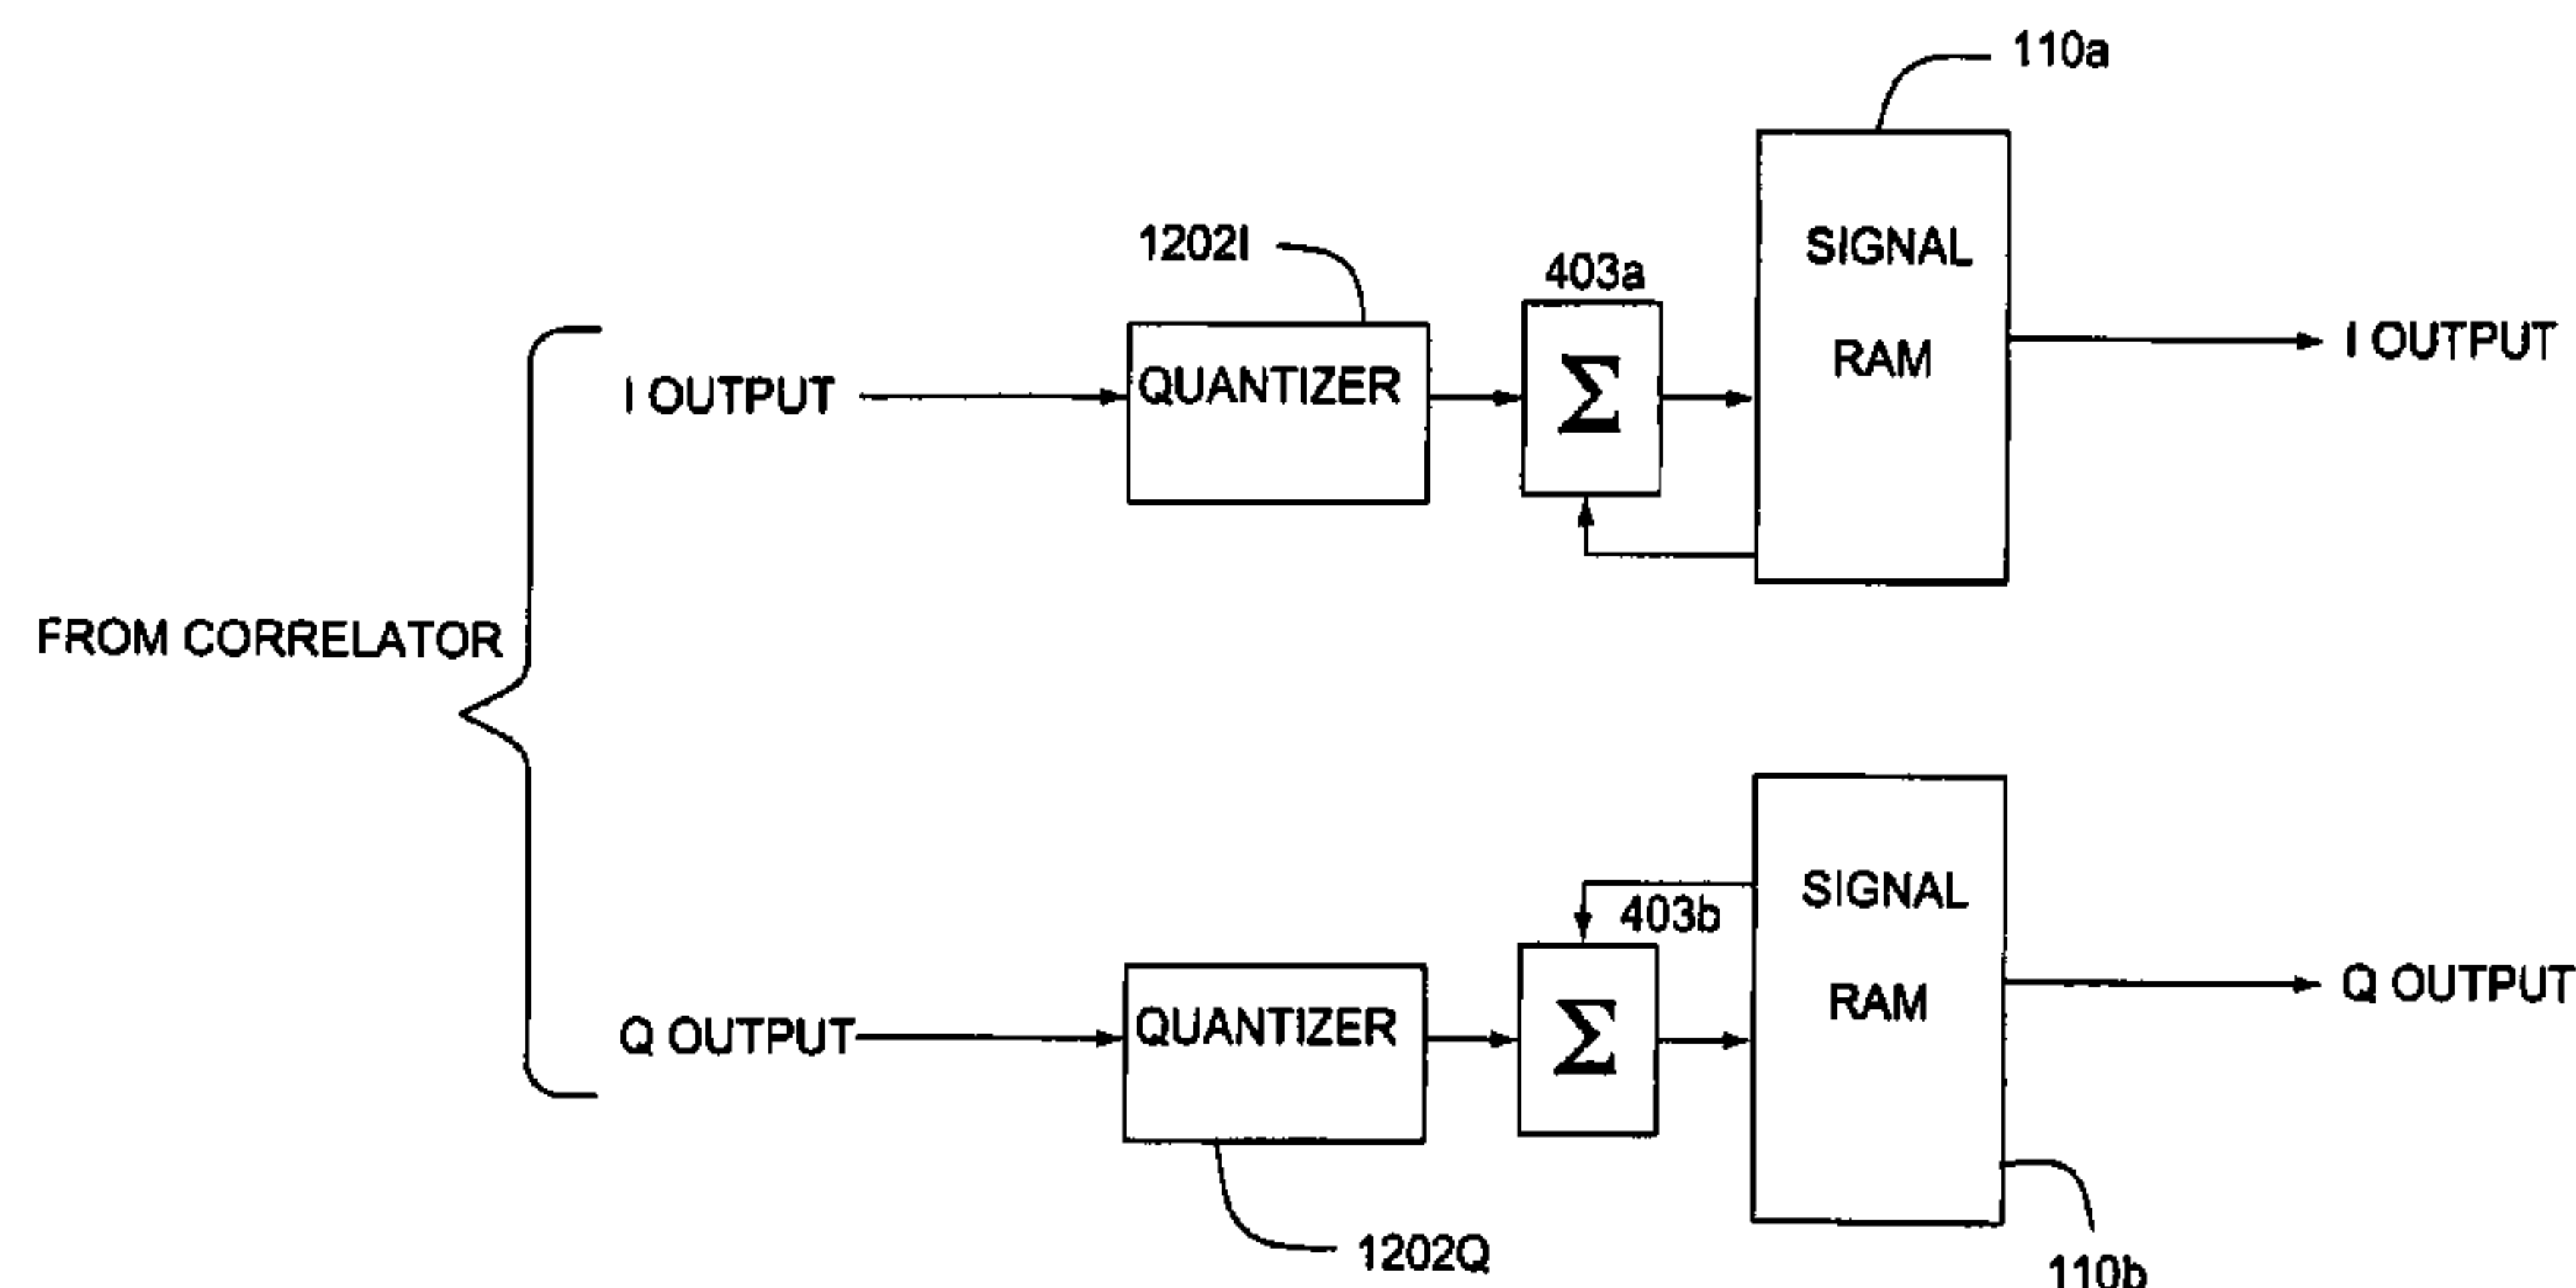 110a
1202I
403a
SIGNAL
RAM
I OUTPUT
QUANTIZER
Σ
I OUTPUT
FROM CORRELATOR
403b
SIGNAL
RAM
Q OUTPUT
QUANTIZER
Σ
Q OUTPUT
1202Q
110b